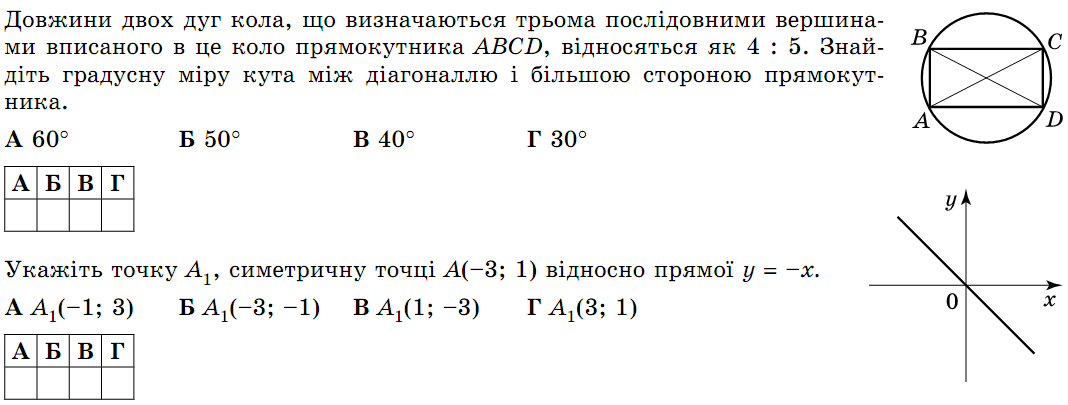 Довжини двох дуг кола, що визначаються трьома послідовними вершина-
ми вписаного в це коло прямокутника ABCD, відносяться як 4 : 5. Знай-
діть градусну міру кута між діагоналлю і більшою стороною прямокут-
ника.
А 60° Б 50° В 40° Г 30°
А Б В Г
B C
A D
Укажіть точку A₁, симетричну точці A(−3; 1) відносно прямої y = −x.
А A₁(−1; 3) Б A₁(−3; −1) В A₁(1; −3) Г A₁(3; 1)
А Б В Г
y
0 x